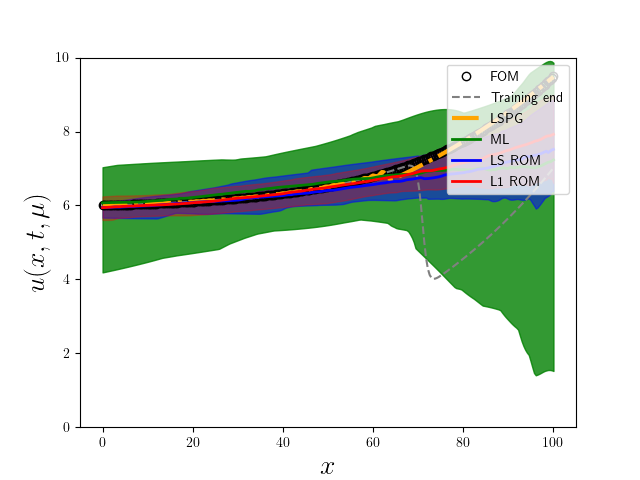 10
8
6
4
2
0
u(x, t, μ)
FOM
Training end
LSPG
ML
LS ROM
L1 ROM
0 20 40 60 80 100
x